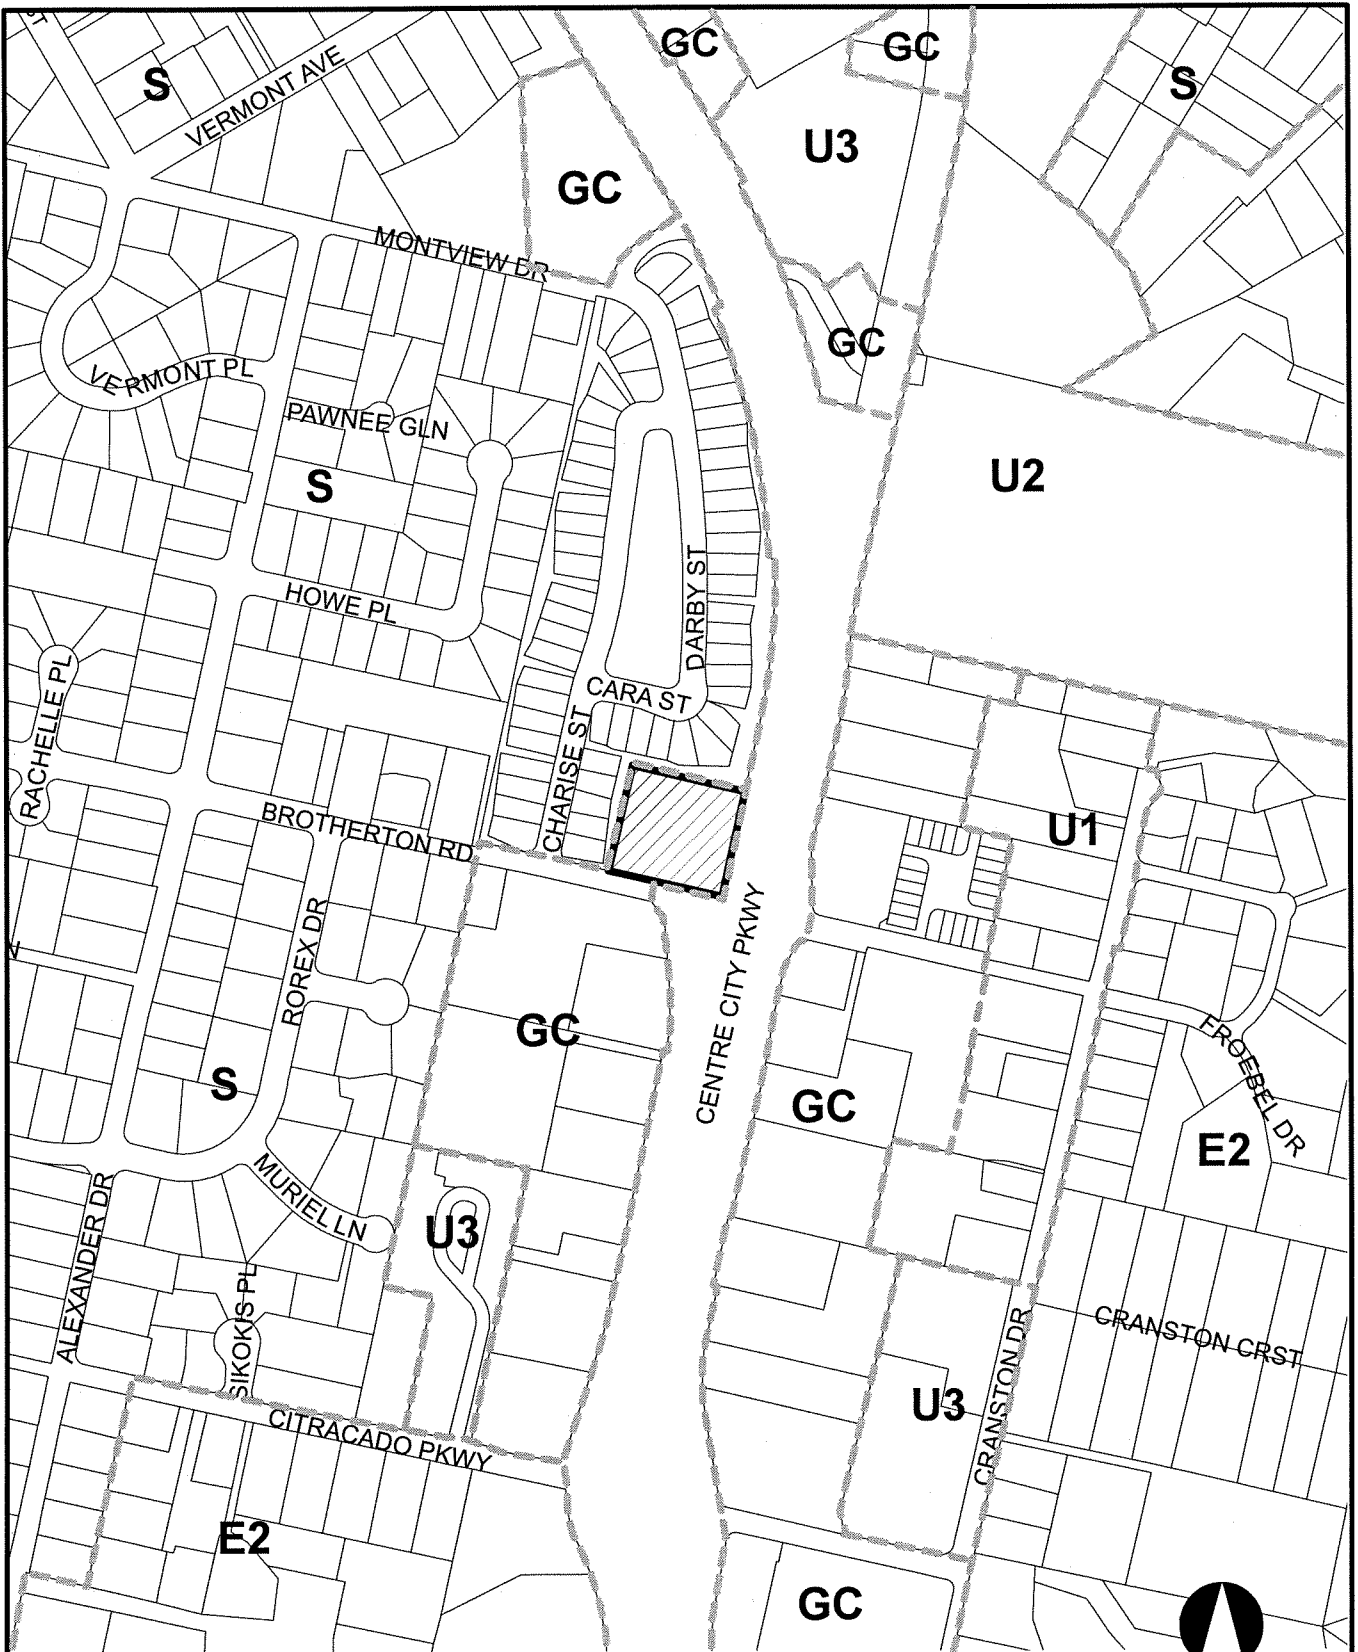 ST
S
VERMONT AVE
GC
GC
S
U3
GC
MONTVIEW DR
GC
VERMONT PL
PAWNEE GLN
S
U2
HOWE PL
DARBY ST
RACHELLE PL
CARA ST
CHARISE ST
BROTHERTON RD
U1
CENTRE CITY PKWY
ROREX DR
N
GC
FROEBEL DR
S
GC
E2
MURIEL LN
U3
ALEXANDER DR
SIKOKIS PL
CRANSTON CRST
CRANSTON DR
U3
CITRACADO PKWY
E2
GC